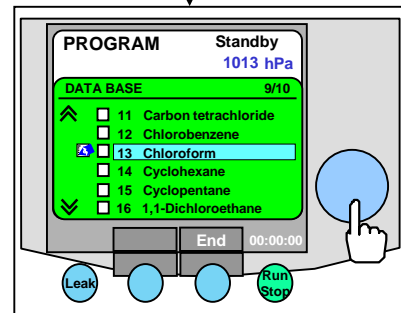 PROGRAM Standby
1013 hPa
DATA BASE 9/10
11 Carbon tetrachloride
12 Chlorobenzene
13 Chloroform
14 Cyclohexane
15 Cyclopentane
16 1,1-Dichloroethane
End 00:00:00
Leak Run
Stop